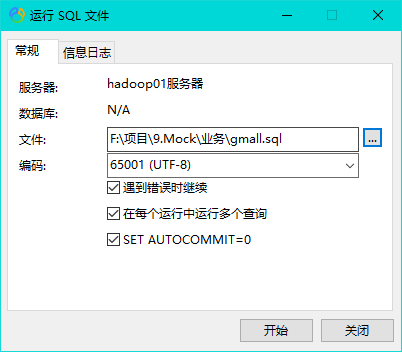 运行 SQL 文件
常规 信息日志
服务器: hadoop01服务器
数据库: N/A
文件: F:\项目\9.Mock\业务\gmall.sql ...
编码: 65001 (UTF-8)
遇到错误时继续
在每个运行中运行多个查询
SET AUTOCOMMIT=0
开始 关闭